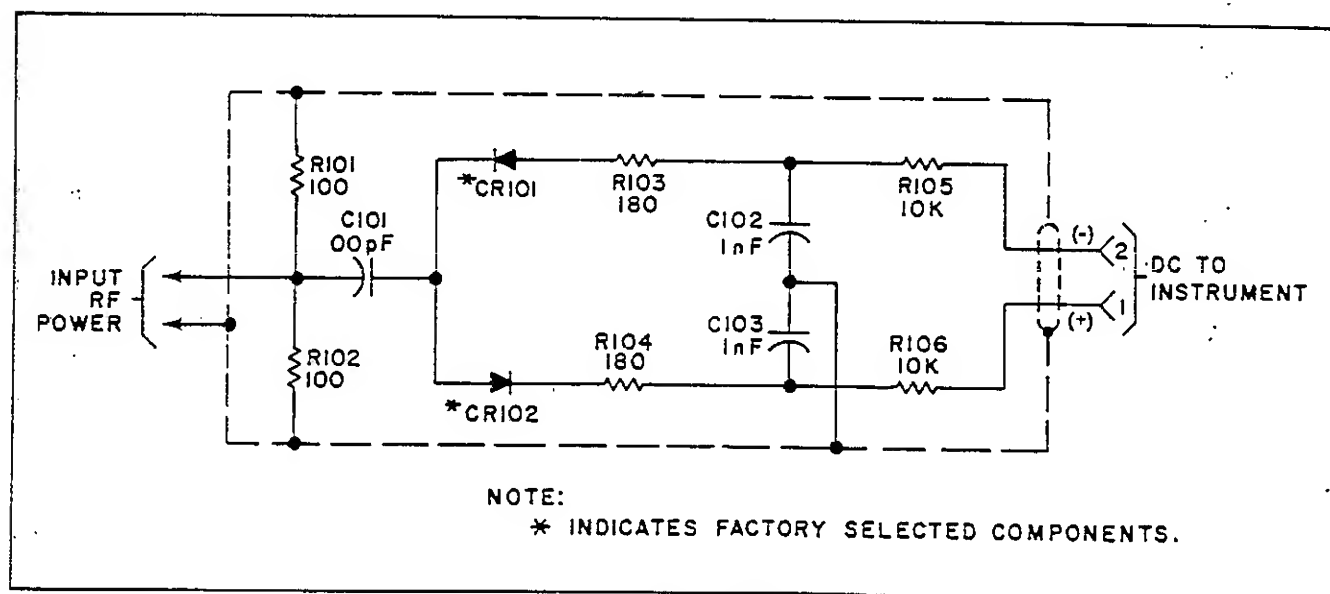 R101
100
C101
00pF
*CR101
R103
180
C102
1nF
R105
10K
(-)
2
DC TO
INSTRUMENT
INPUT
RF
POWER
R102
100
*CR102
R104
180
C103
1nF
R106
10K
(+)
1
NOTE:
* INDICATES FACTORY SELECTED COMPONENTS.